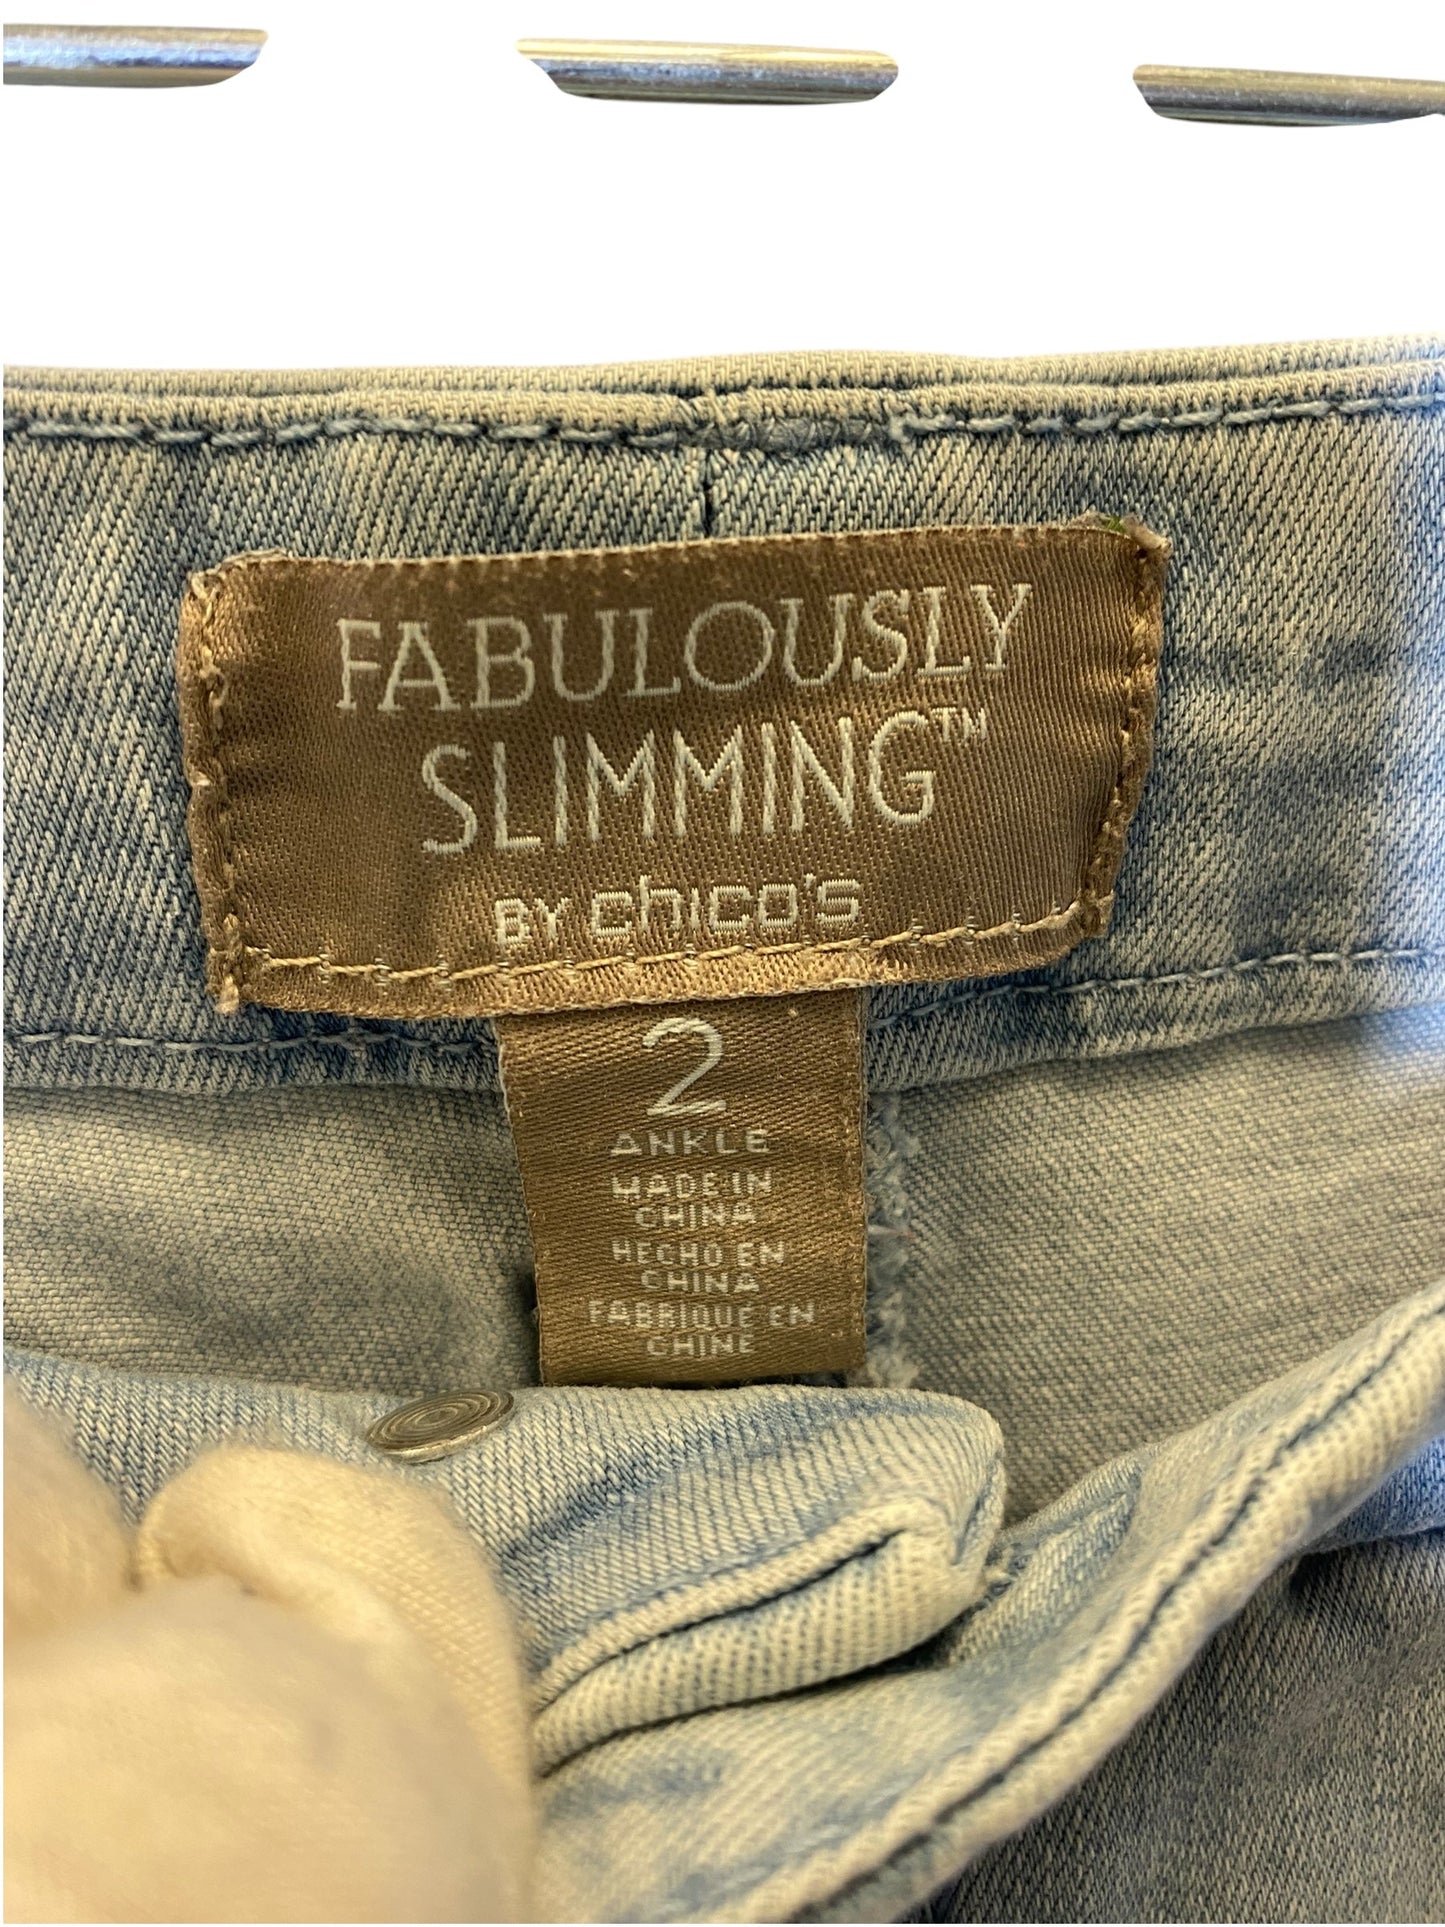 FABULOUSLY
SLIMMING™
BY chico's
2
ANKLE
MADE IN
CHINA
HECHO EN
CHINA
FABRIQUE EN
CHINE